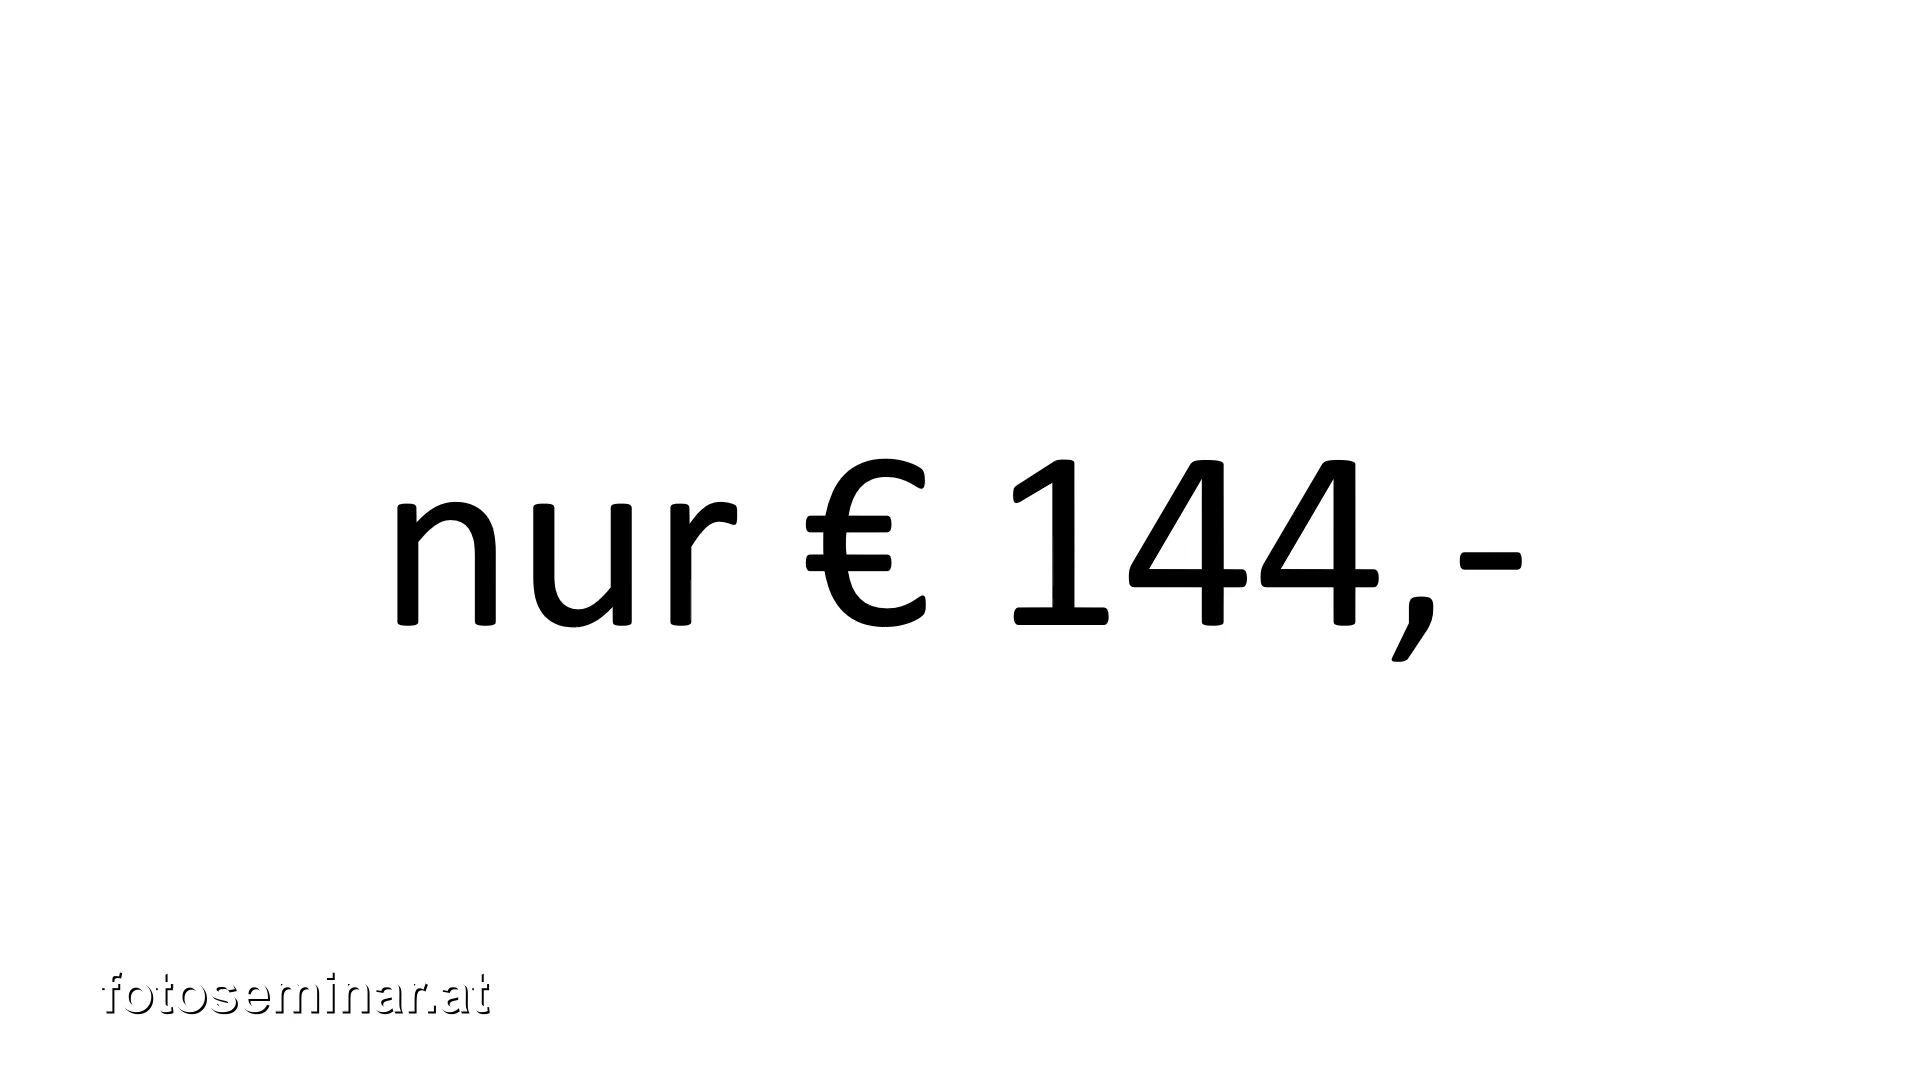 nur € 144,-
fotoseminar.at